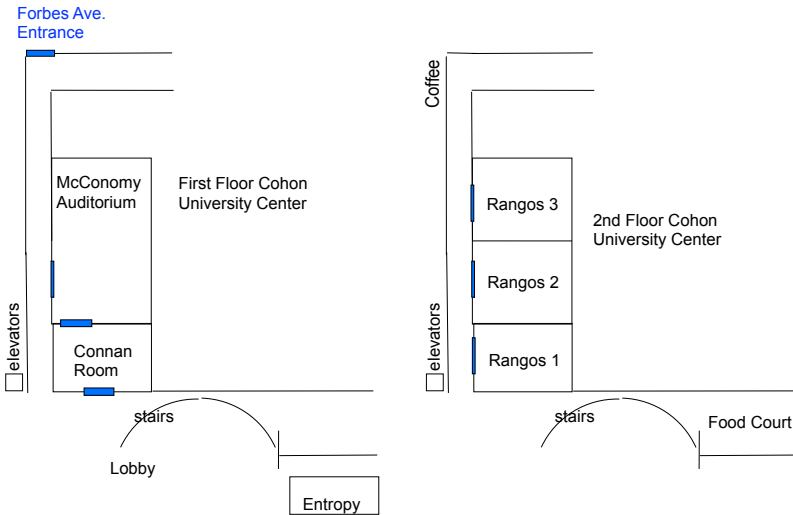 Forbes Ave.
Entrance
McConomy
Auditorium
First Floor Cohon
University Center
elevators
Connan
Room
stairs
Lobby
Entropy
Coffee
Rangos 3
2nd Floor Cohon
University Center
Rangos 2
elevators
Rangos 1
stairs
Food Court